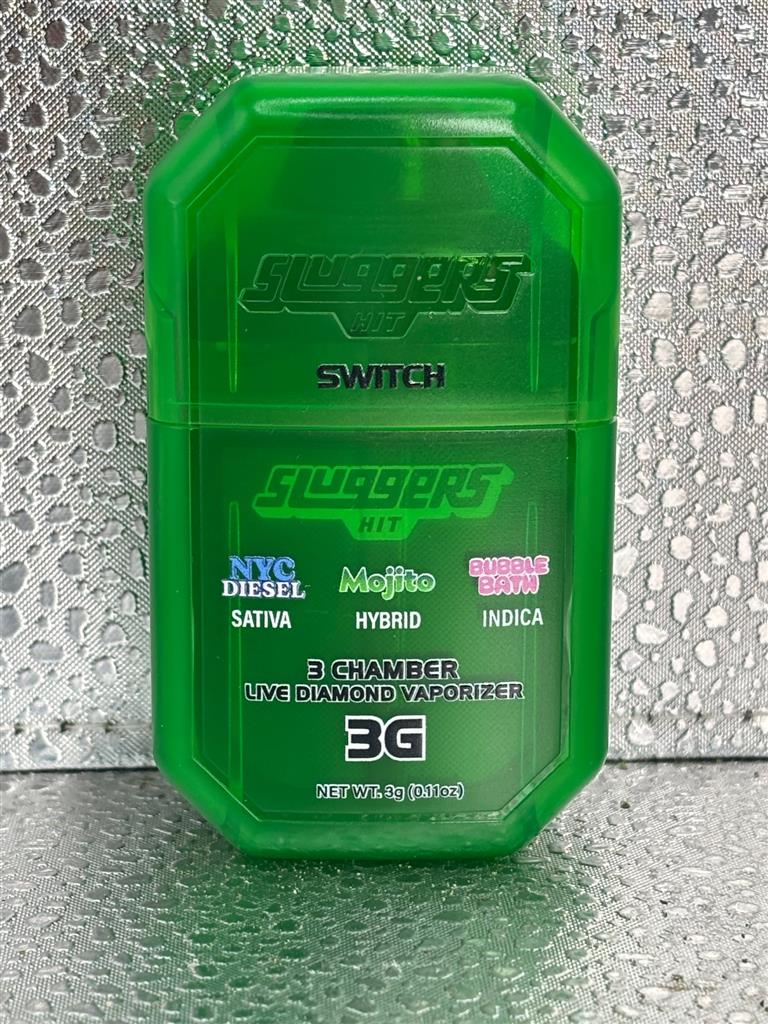 SLUGGERS
HIT
SWITCH
SLUGGERS
HIT
NYC DIESEL Mojito BUBBLE BATH
SATIVA HYBRID INDICA
3 CHAMBER
LIVE DIAMOND VAPORIZER
3G
NET WT. 3g (0.11oz)